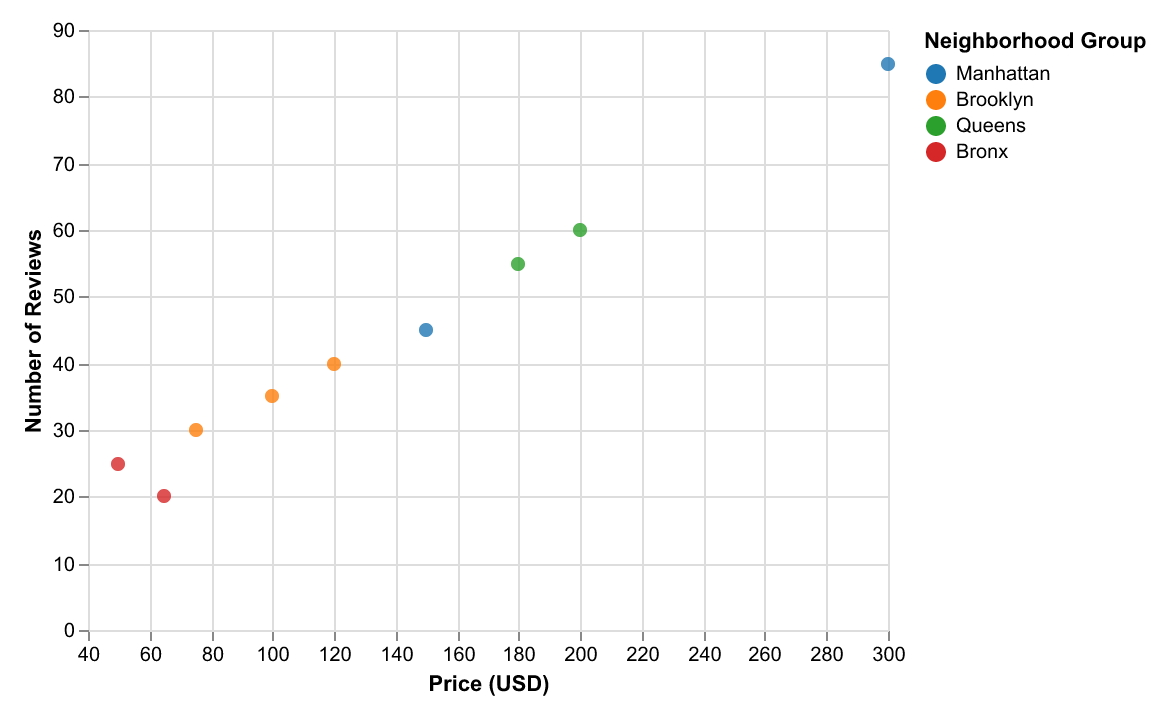 90
80
70
60
50
40
30
20
10
0
Number of Reviews
40 60 80 100 120 140 160 180 200 220 240 260 280 300
Price (USD)
Neighborhood Group
Manhattan
Brooklyn
Queens
Bronx